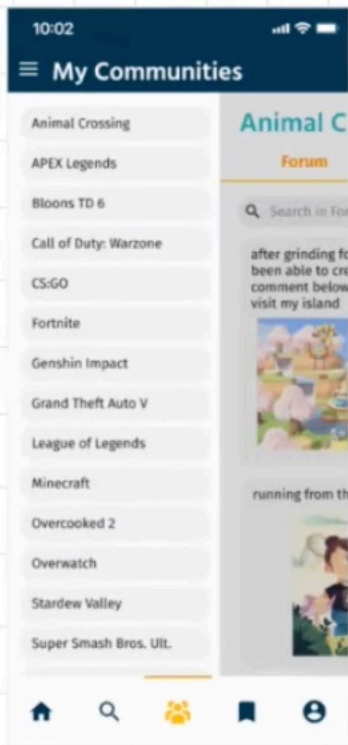 10:02
My Communities
Animal Crossing
APEX Legends
Bloons TD 6
Call of Duty: Warzone
CS:GO
Fortnite
Genshin Impact
Grand Theft Auto V
League of Legends
Minecraft
Overcooked 2
Overwatch
Stardew Valley
Super Smash Bros. Ult.
Animal C
Forum
Search in For
after grinding fo
been able to cre
comment below
visit my island
running from th